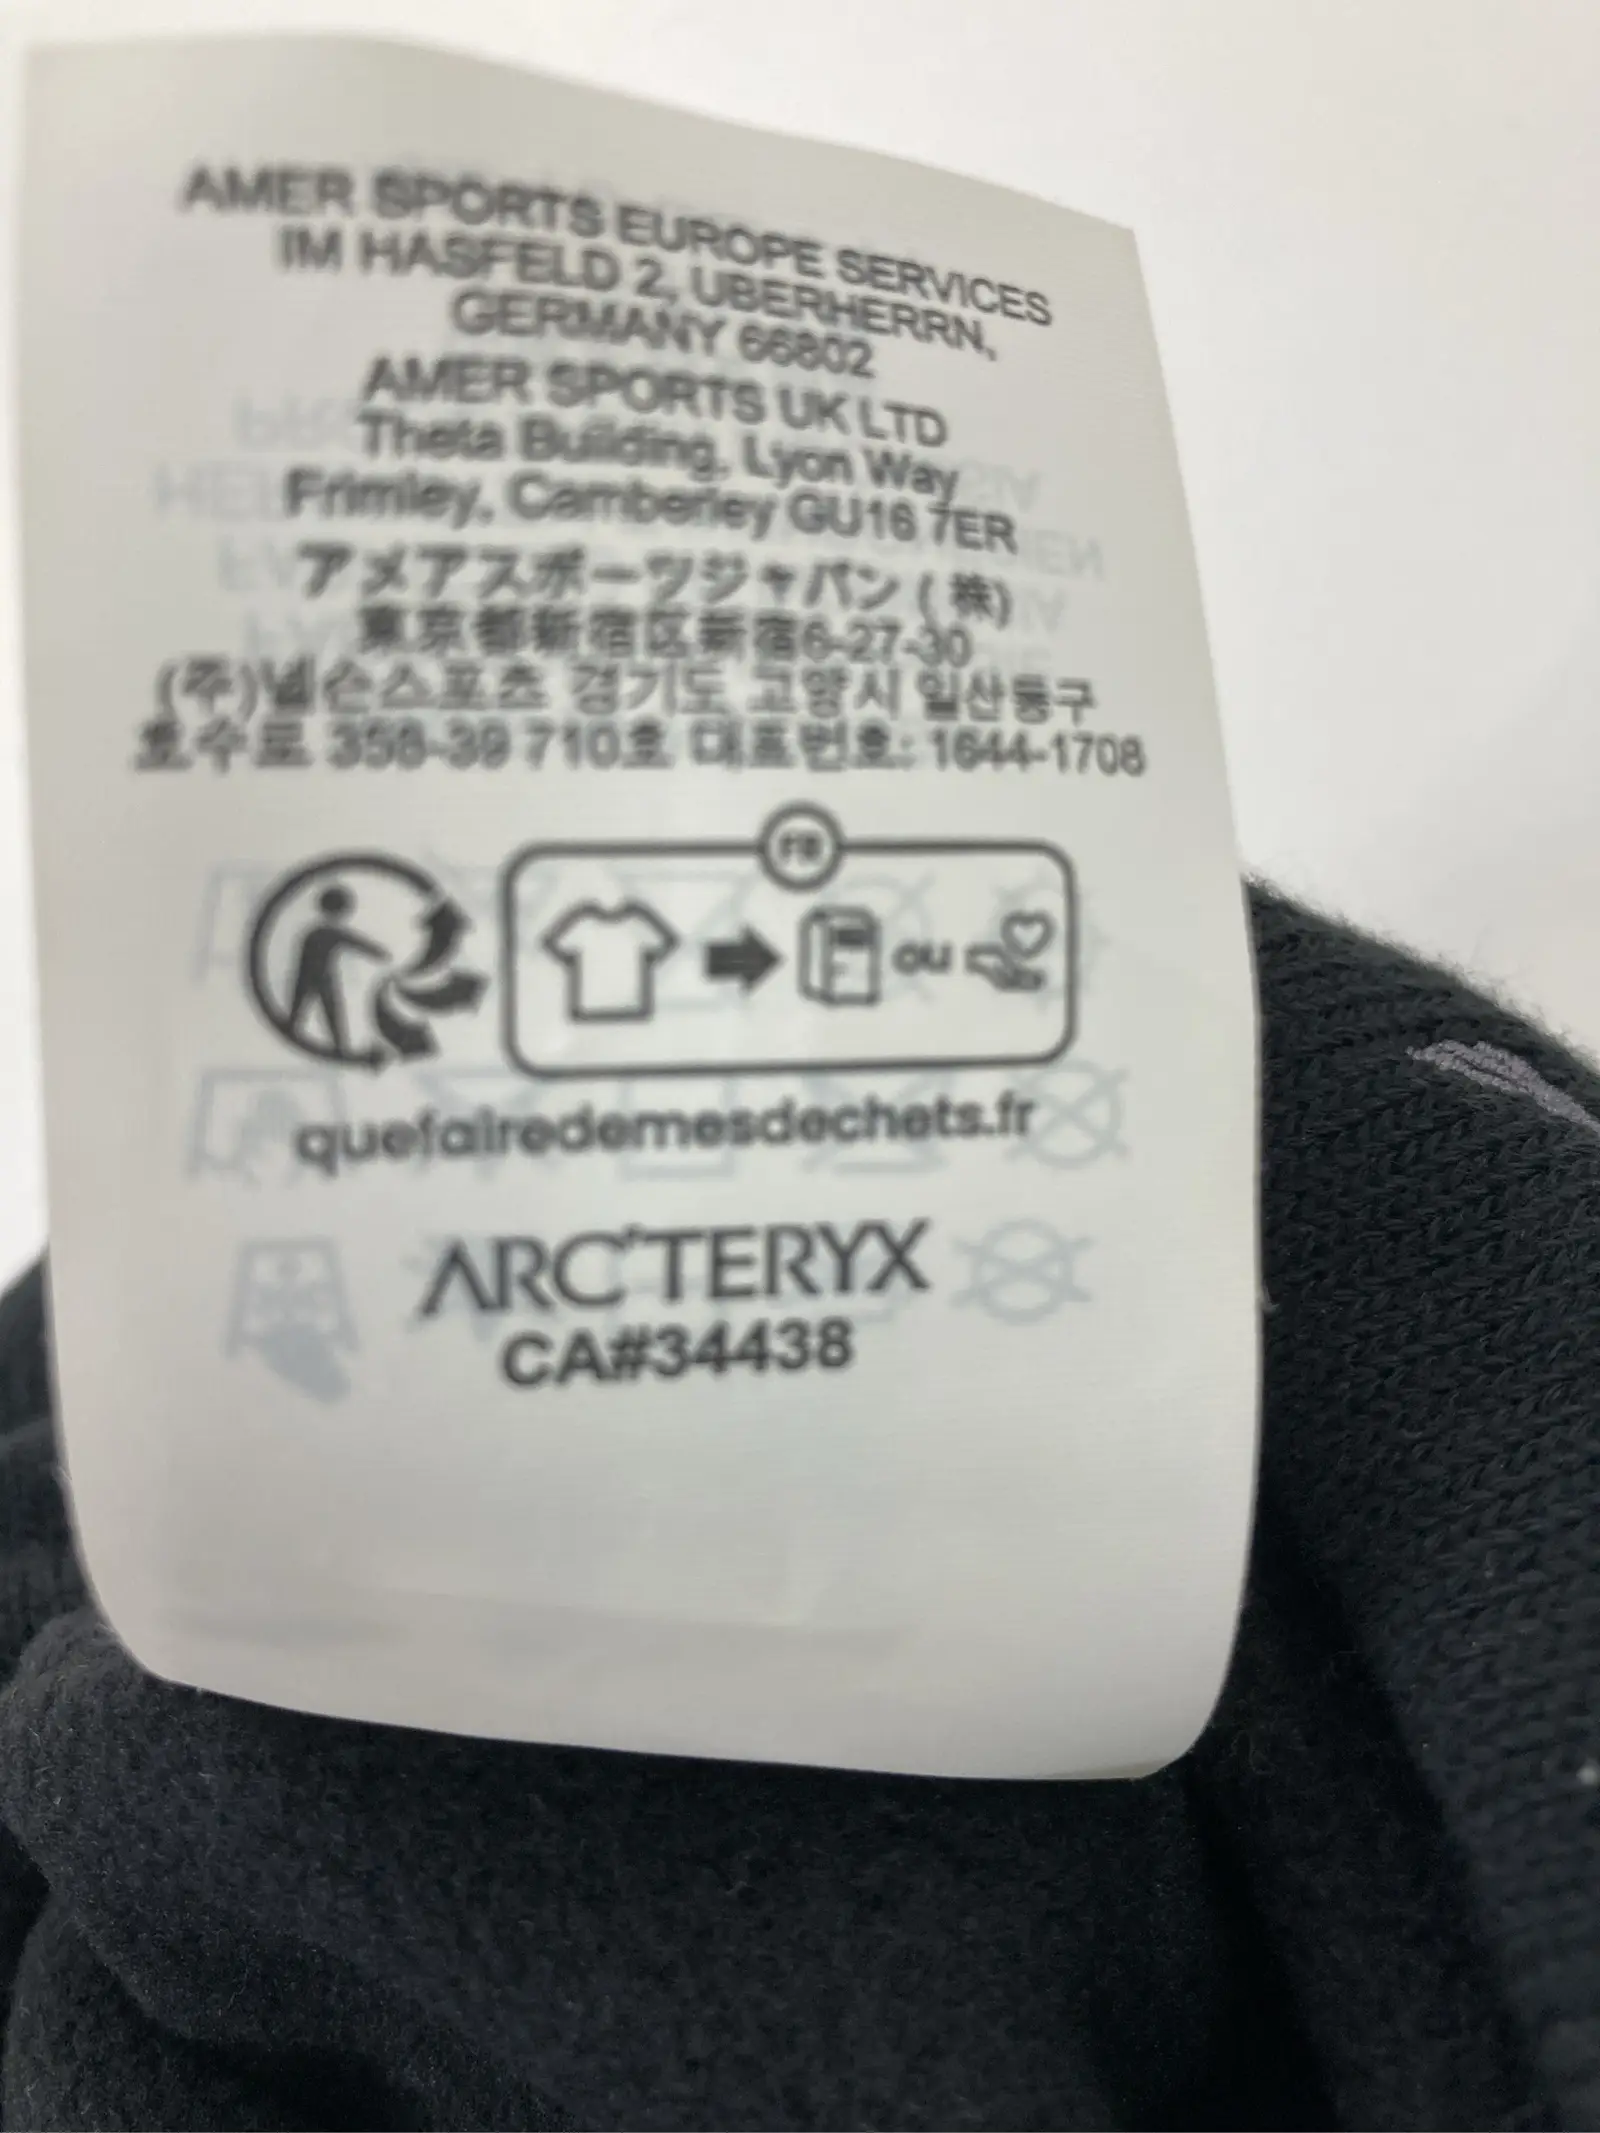 AMER SPORTS EUROPE SERVICES
IM HASFELD 2, UBERHERRN,
GERMANY 66802
AMER SPORTS UK LTD
Theta Building, Lyon Way
Frimley, Camberley GU16 7ER
アメアスポーツジャパン (株)
東京都新宿区新宿6-27-30
(주)넬슨스포츠 경기도 고양시 일산동구
호수로 358-39 710호 대표번호: 1644-1708
FR
ou
quefairedemesdechets.fr
ARC'TERYX
CA#34438